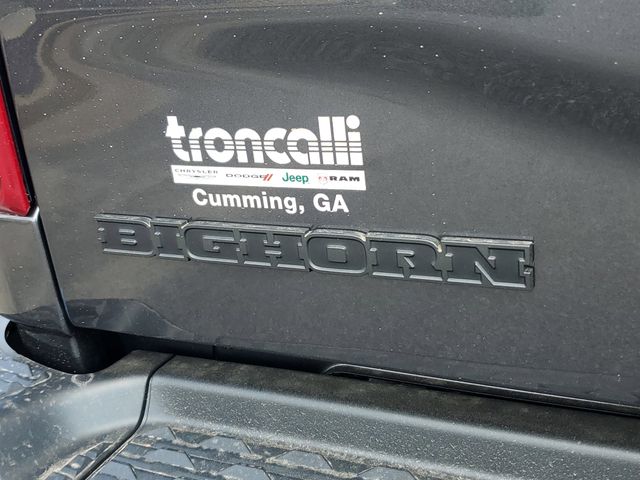 troncalli
CHRYSLER DODGE Jeep RAM
Cumming, GA
BIGHORN